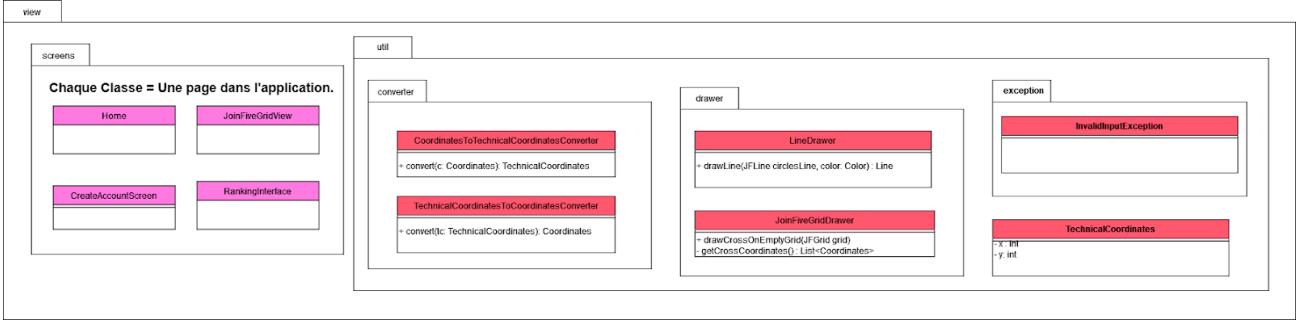 view
screens
Chaque Classe = Une page dans l'application.
Home
JoinFiveGridView
CreateAccountScreen
RankingInterface
util
converter
CoordinatesToTechnicalCoordinatesConverter
+ convert(c: Coordinates): TechnicalCoordinates
TechnicalCoordinatesToCoordinatesConverter
+ convert(tc: TechnicalCoordinates): Coordinates
drawer
LineDrawer
+ drawLine(JFLine circlesLine, color: Color) : Line
JoinFiveGridDrawer
+ drawCrossOnEmptyGrid(JFGrid grid)
- getCrossCoordinates() : List<Coordinates>
exception
InvalidInputException
TechnicalCoordinates
- x : int
- y: int